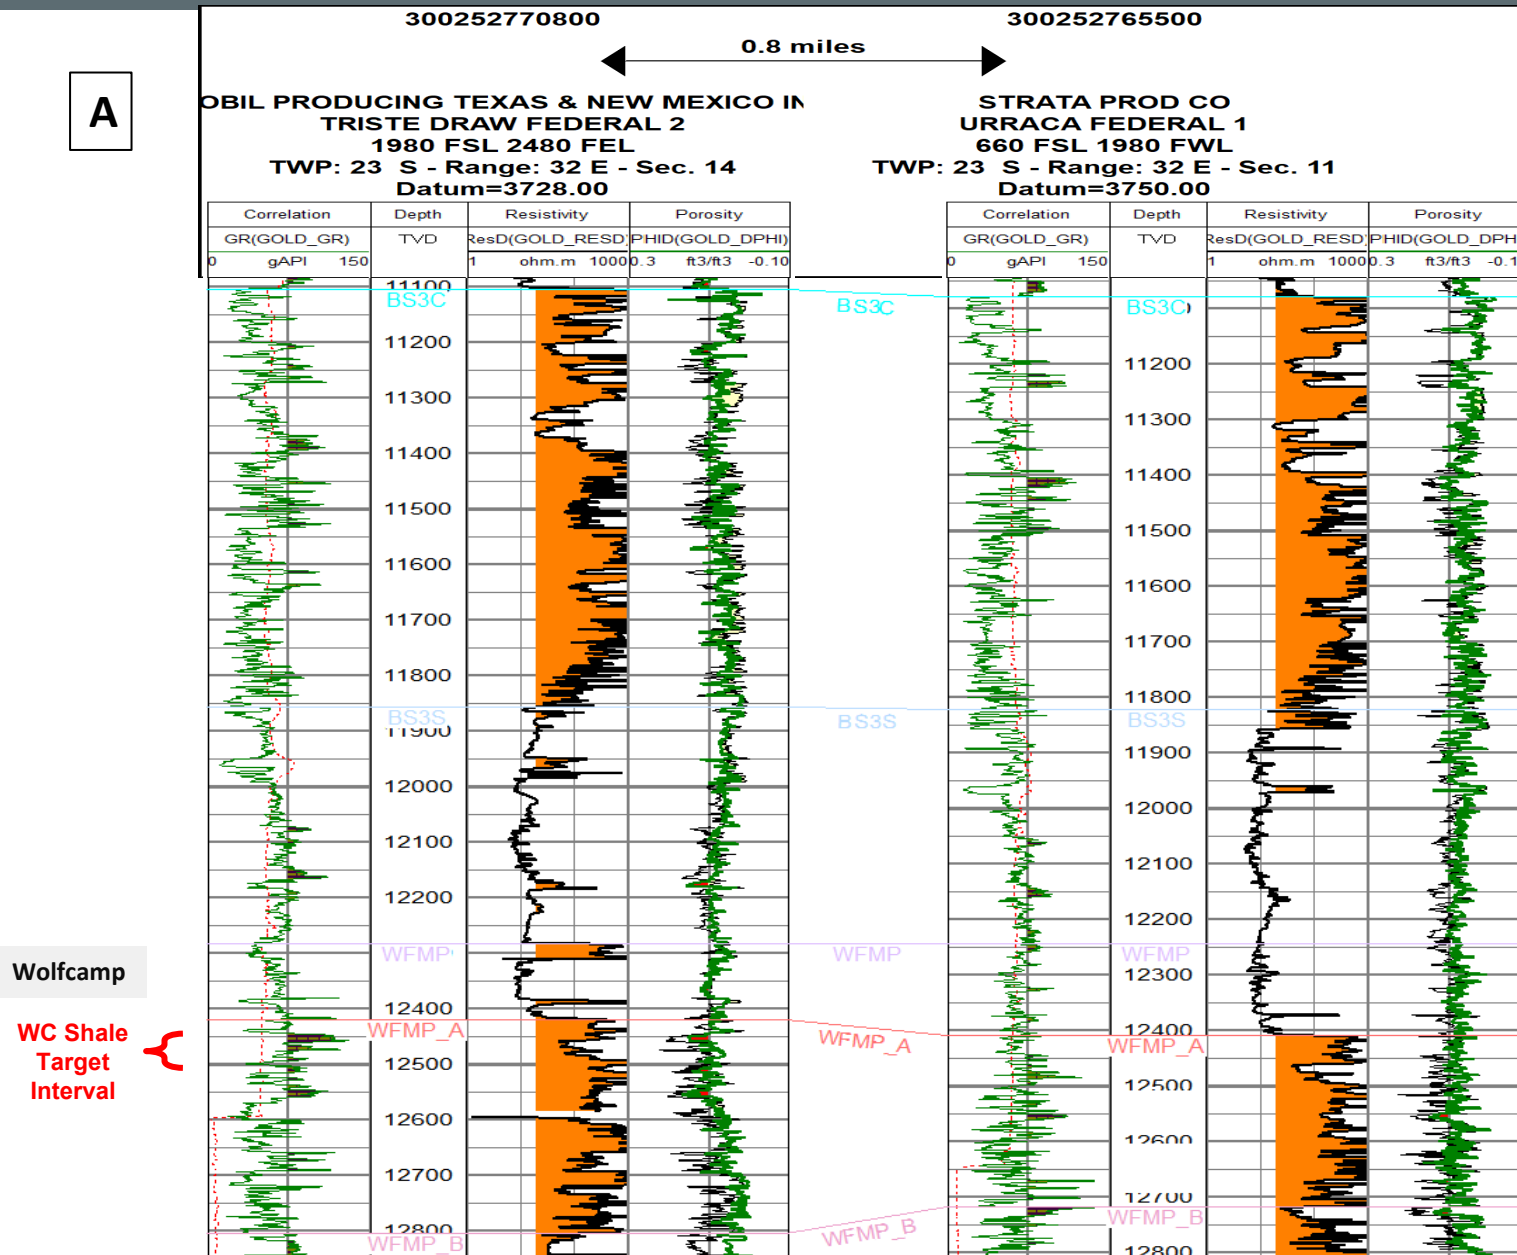 300252770800
300252765500
0.8 miles
A
OBIL PRODUCING TEXAS & NEW MEXICO IN
TRISTE DRAW FEDERAL 2
1980 FSL 2480 FEL
TWP: 23 S - Range: 32 E - Sec. 14
Datum=3728.00
STRATA PROD CO
URRACA FEDERAL 1
660 FSL 1980 FWL
TWP: 23 S - Range: 32 E - Sec. 11
Datum=3750.00
Correlation Depth Resistivity Porosity
GR(GOLD_GR) TVD ResD(GOLD_RESD) PHID(GOLD_DPHI)
0 gAPI 150 1 ohm.m 1000 0.3 ft3/ft3 -0.10
Correlation Depth Resistivity Porosity
GR(GOLD_GR) TVD ResD(GOLD_RESD) PHID(GOLD_DPH
0 gAPI 150 1 ohm.m 1000 0.3 ft3/ft3 -0.1
11100
BS3C
11200
11300
11400
11500
11600
11700
11800
BS3S
11900
12000
12100
12200
WFMP
12400
WFMP_A
12500
12600
12700
12800
WFMP_B
BS3C
BS3S
WFMP
WFMP_A
WFMP_B
BS3C
11200
11300
11400
11500
11600
11700
11800
BS3S
11900
12000
12100
12200
WFMP
12300
12400
WFMP_A
12500
12600
12700
WFMP_B
12800
Wolfcamp
WC Shale
Target
Interval